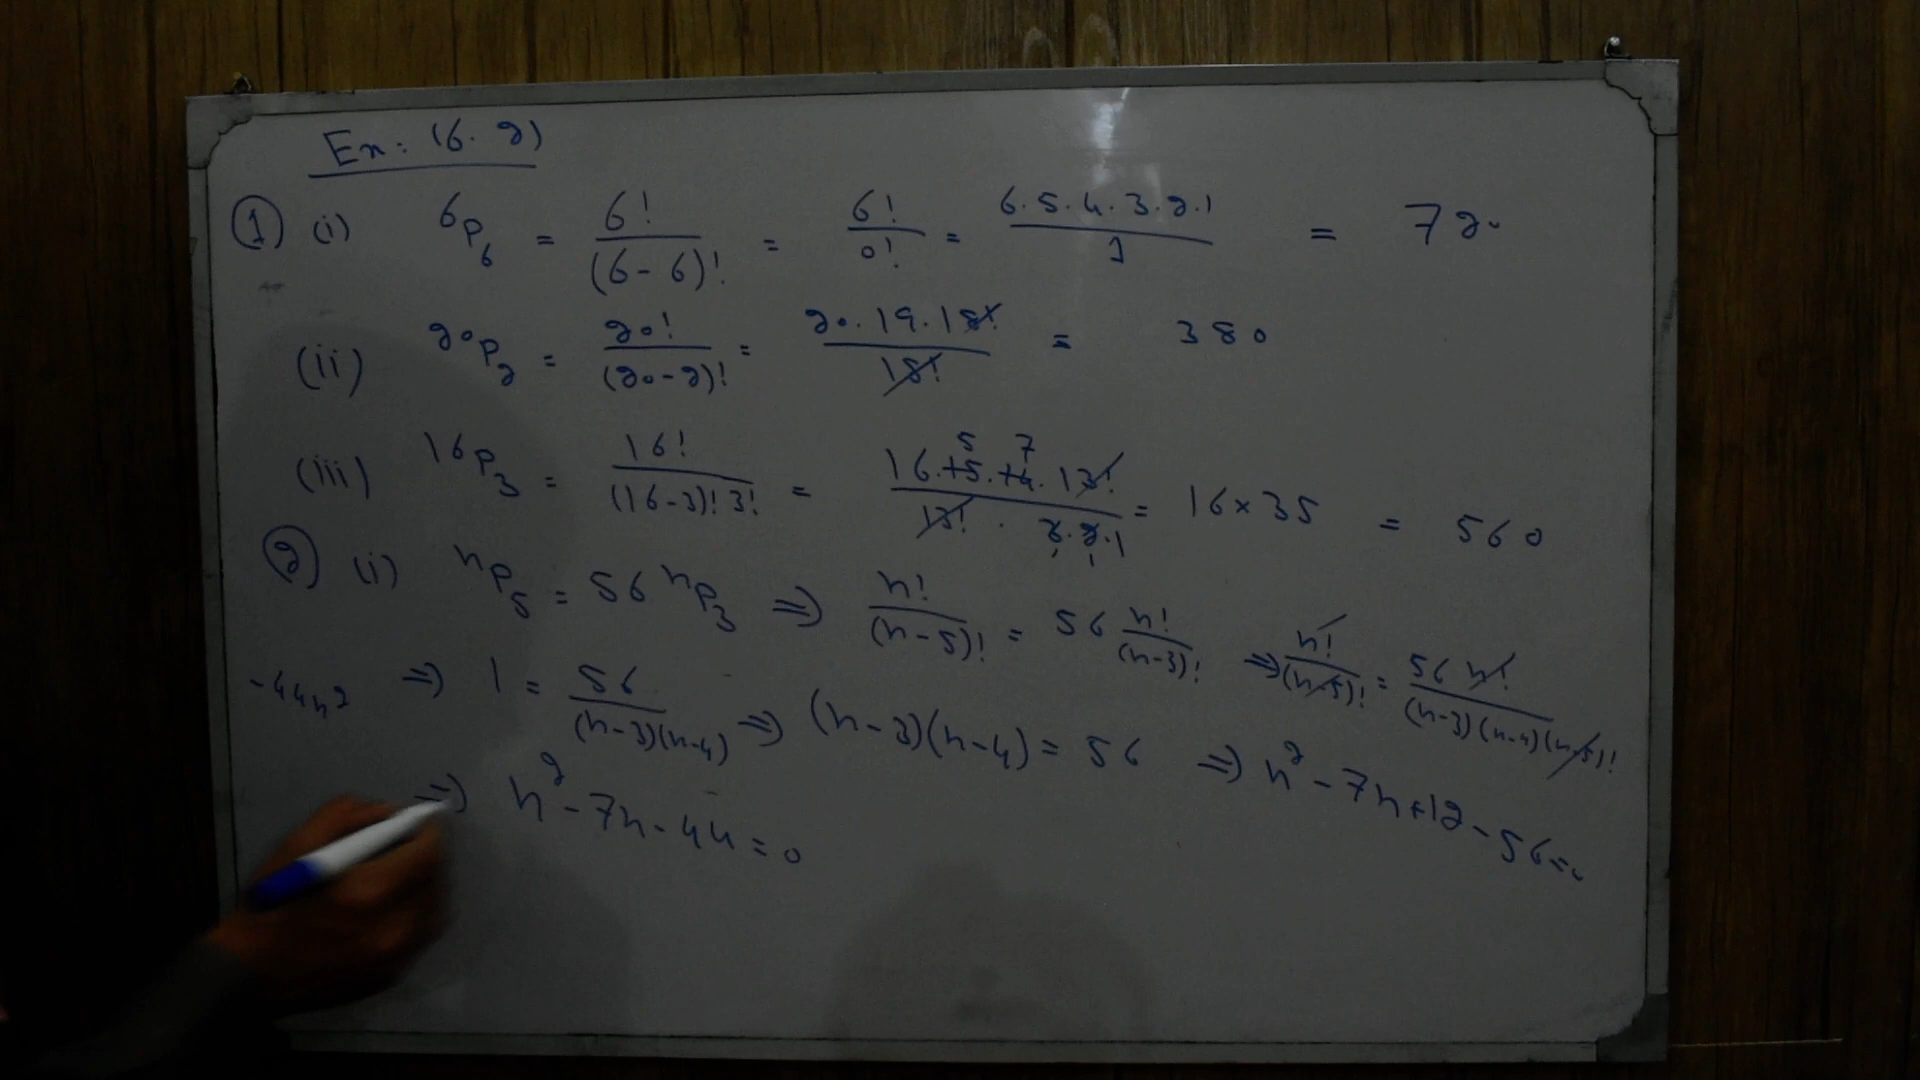 Ex: (6.2)
① (i) ⁶P₆ = 6!/(6-6)! = 6!/0! = 6.5.4.3.2.1/1 = 720
(ii) ²⁰P₂ = 20!/(20-2)! = 20.19.18!/18! = 380
(iii) ¹⁶P₃ = 16!/(16-3)!3! = 16.15.14.13!/13!.3.2.1 = 16×35 = 560
5 7
② (i) ⁿP₅ = 56 ⁿP₃ ⇒ n!/(n-5)! = 56 n!/(n-3)! ⇒ n!/(n-5)! = 56 n!/(n-3)(n-4)(n-5)!
-44n² ⇒ 1 = 56/(n-3)(n-4) ⇒ (n-3)(n-4) = 56 ⇒ n²-7n+12-56=0
⇒ n²-7n-44=0